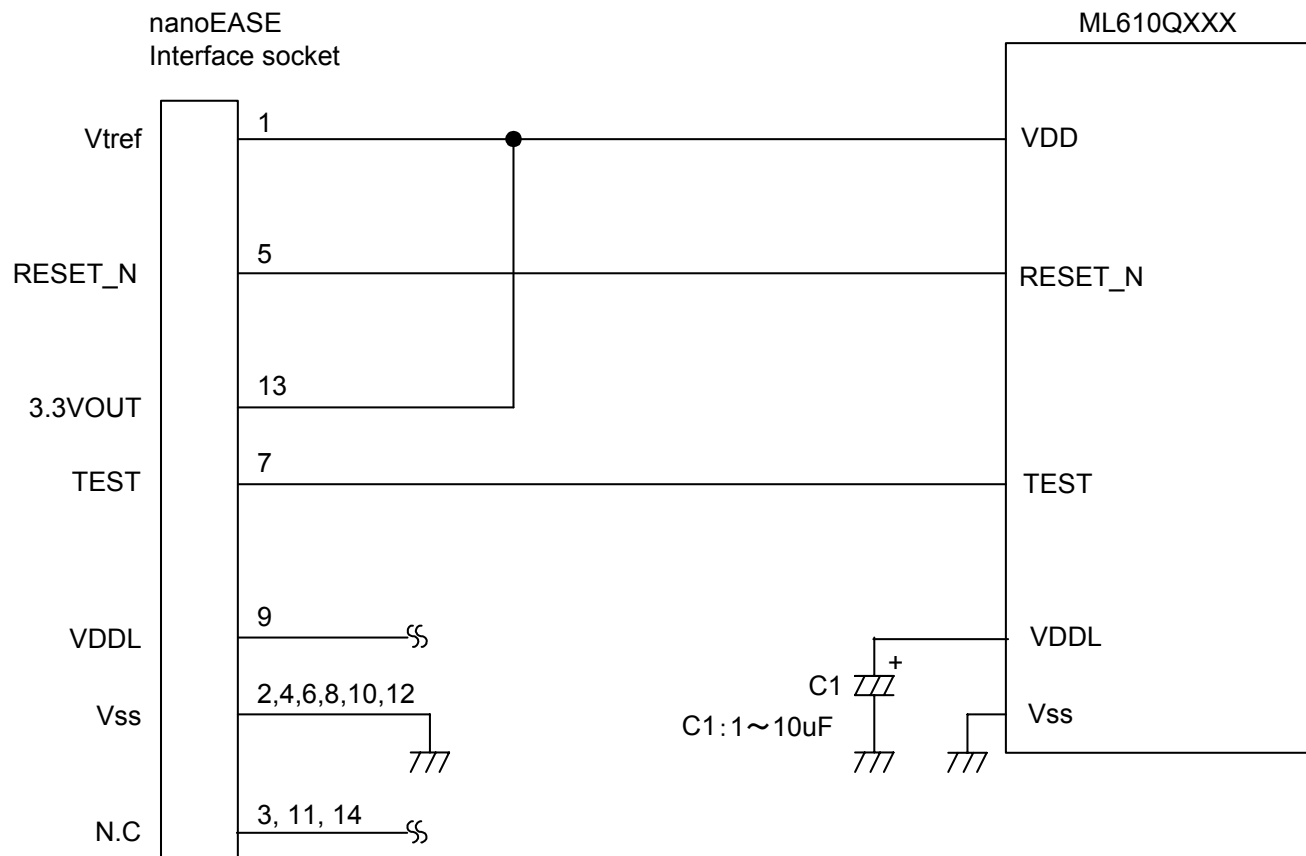 nanoEASE
Interface socket
ML610QXXX
Vtref
1
VDD
RESET_N
5
RESET_N
3.3VOUT
13
TEST
7
TEST
VDDL
9
VDDL
+
C1
C1:1～10uF
Vss
2,4,6,8,10,12
Vss
N.C
3, 11, 14